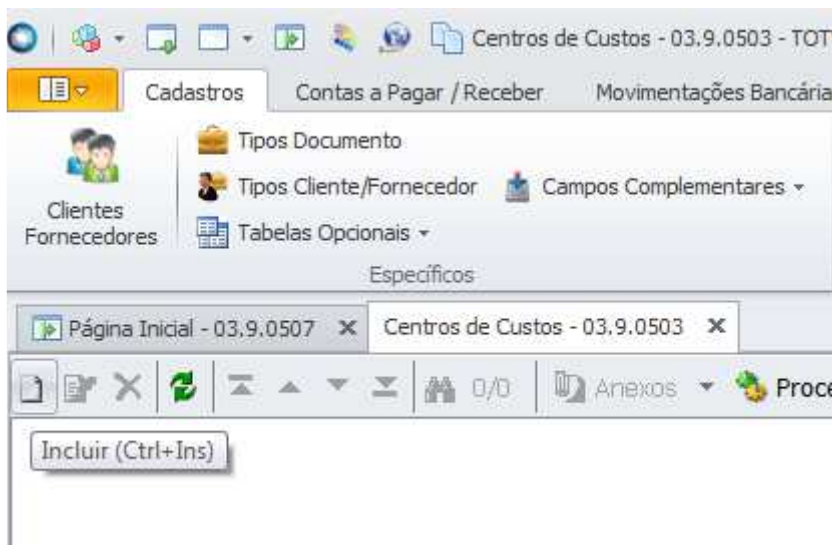 Centros de Custos - 03.9.0503 - TOT
Cadastros Contas a Pagar / Receber Movimentações Bancária
Clientes
Fornecedores
Tipos Documento
Tipos Cliente/Fornecedor Campos Complementares
Tabelas Opcionais
Específicos
Página Inicial - 03.9.0507 Centros de Custos - 03.9.0503
0/0 Anexos Proce
Incluir (Ctrl+Ins)